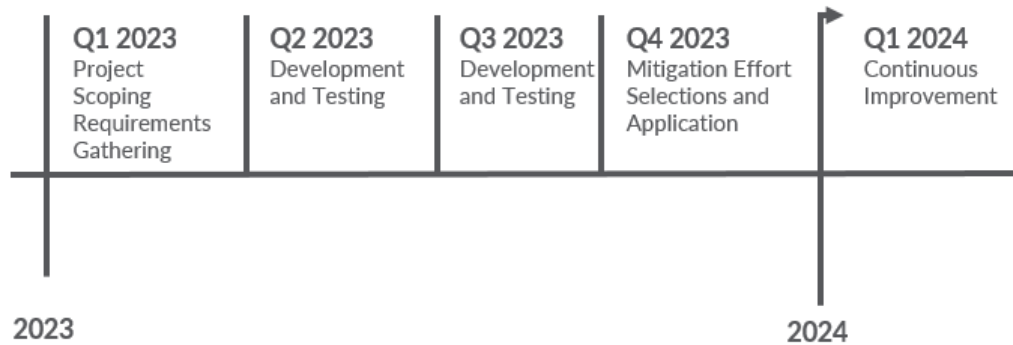 Q1 2023
Project
Scoping
Requirements
Gathering
Q2 2023
Development
and Testing
Q3 2023
Development
and Testing
Q4 2023
Mitigation Effort
Selections and
Application
Q1 2024
Continuous
Improvement
2023
2024